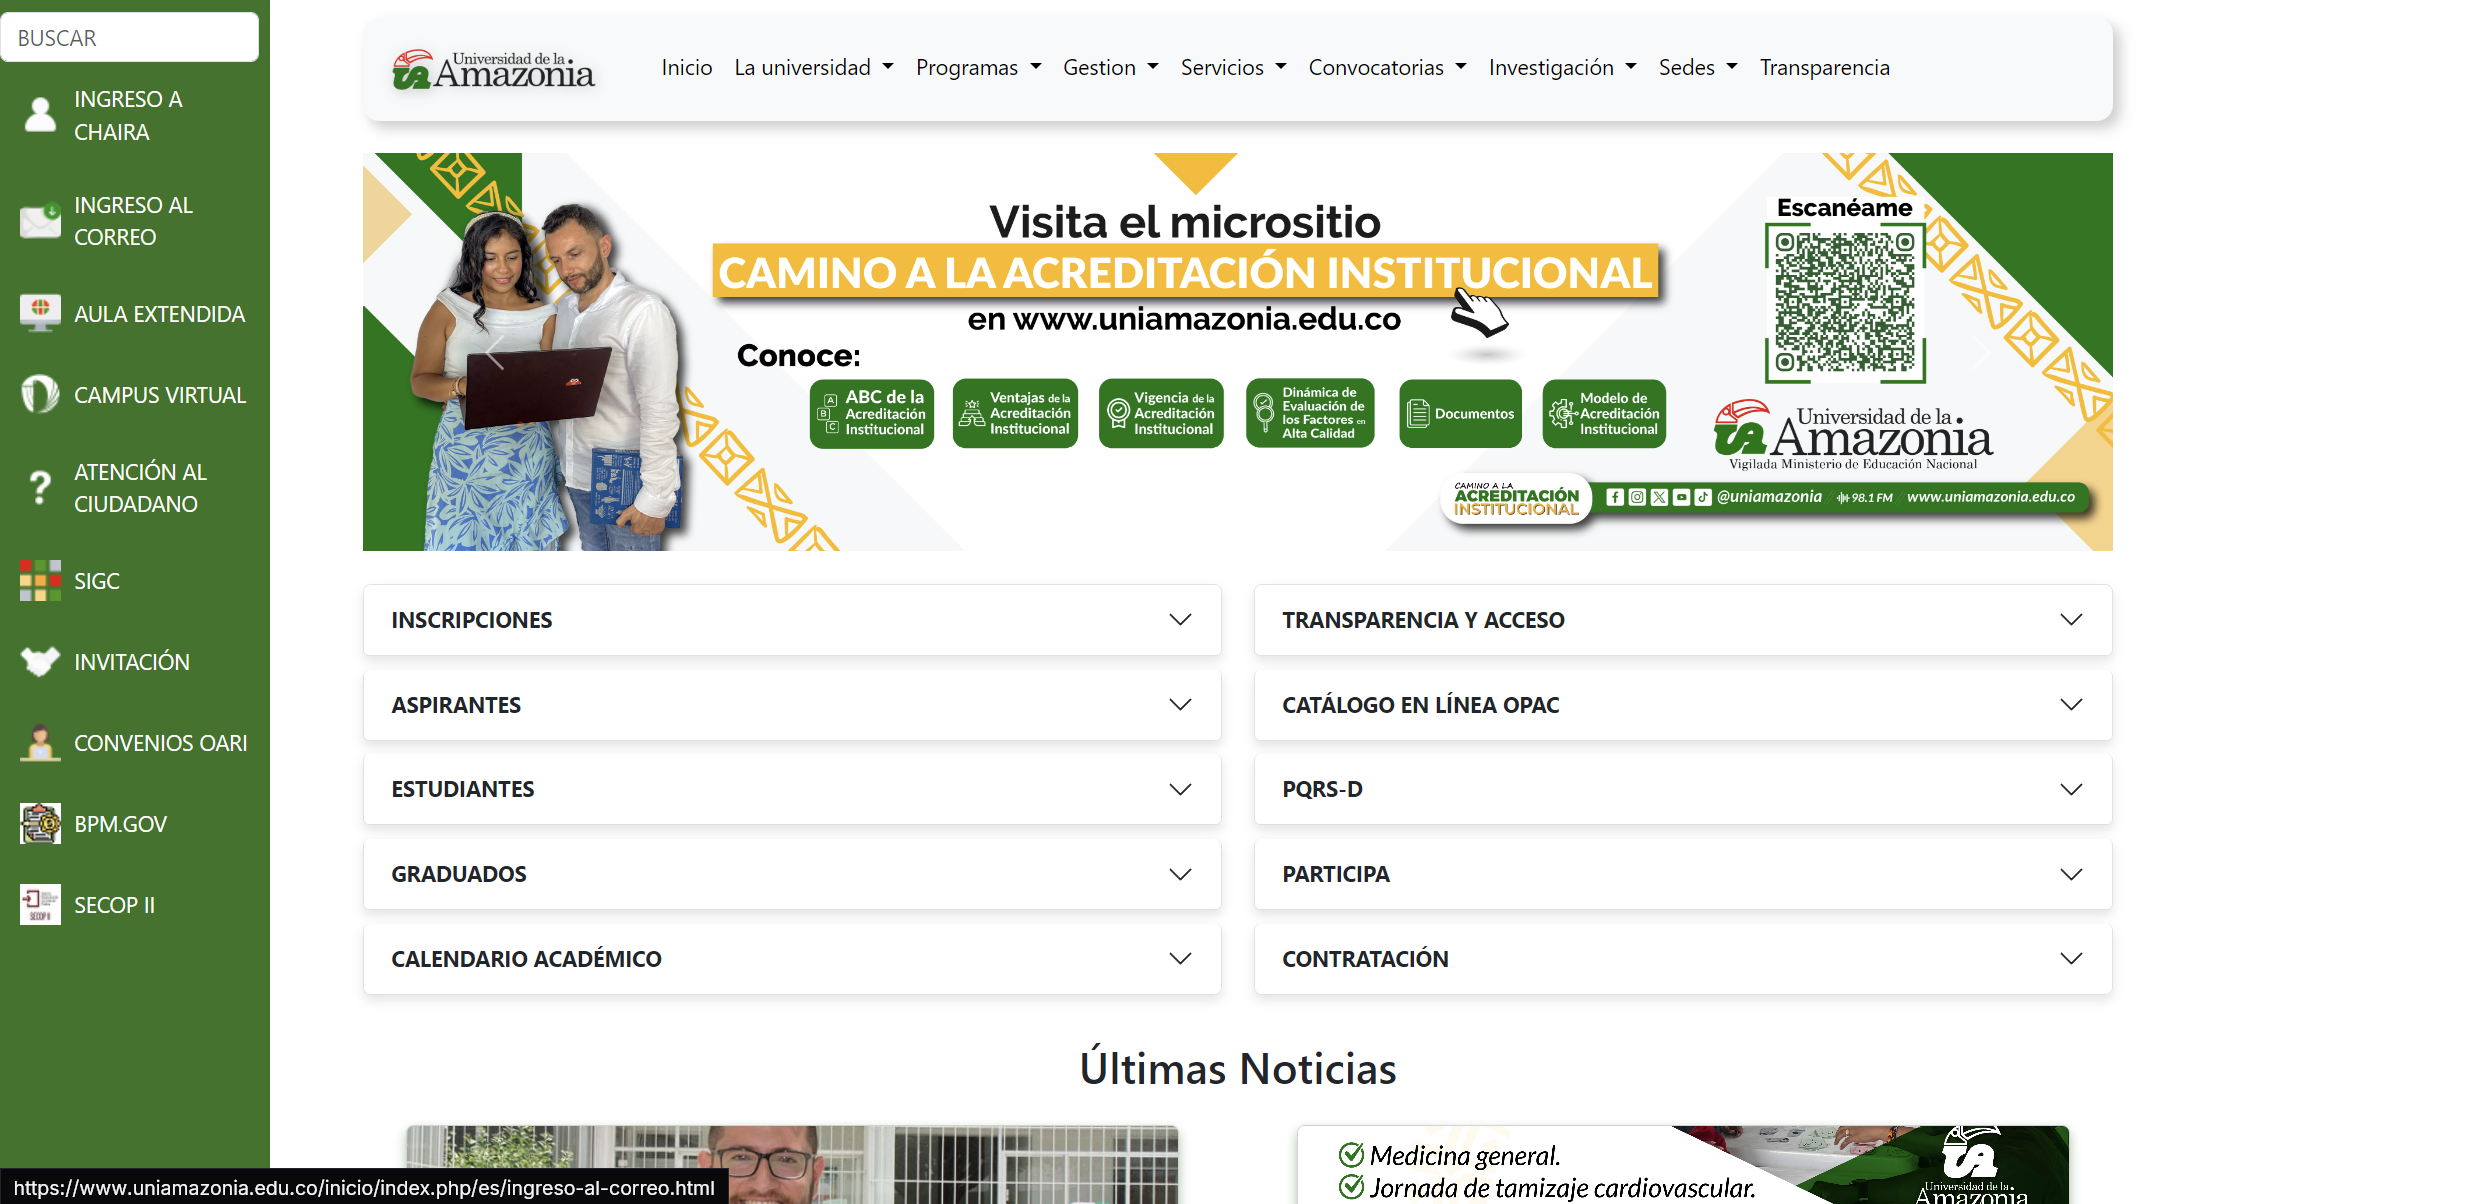 BUSCAR
INGRESO A
CHAIRA
INGRESO AL
CORREO
AULA EXTENDIDA
CAMPUS VIRTUAL
ATENCIÓN AL
CIUDADANO
SIGC
INVITACIÓN
CONVENIOS OARI
BPM.GOV
SECOP II
SECOP II
Universidad de la
Amazonia
Inicio La universidad Programas Gestion Servicios Convocatorias Investigación Sedes Transparencia
Visita el micrositio
CAMINO A LA ACREDITACIÓN INSTITUCIONAL
en www.uniamazonia.edu.co
Conoce:
A
B
C
ABC de la
Acreditación
Institucional
Ventajas de la
Acreditación
Institucional
Vigencia de la
Acreditación
Institucional
Dinámica de
Evaluación de
los Factores en
Alta Calidad
Documentos
Modelo de
Acreditación
Institucional
Escanéame
Universidad de la
Amazonia
Vigilada Ministerio de Educación Nacional
CAMINO A LA
ACREDITACIÓN
INSTITUCIONAL
@uniamazonia 98.1 FM www.uniamazonia.edu.co
INSCRIPCIONES
TRANSPARENCIA Y ACCESO
ASPIRANTES
CATÁLOGO EN LÍNEA OPAC
ESTUDIANTES
PQRS-D
GRADUADOS
PARTICIPA
CALENDARIO ACADÉMICO
CONTRATACIÓN
Últimas Noticias
Medicina general.
Jornada de tamizaje cardiovascular.
Universidad de la
Amazonia
https://www.uniamazonia.edu.co/inicio/index.php/es/ingreso-al-correo.html